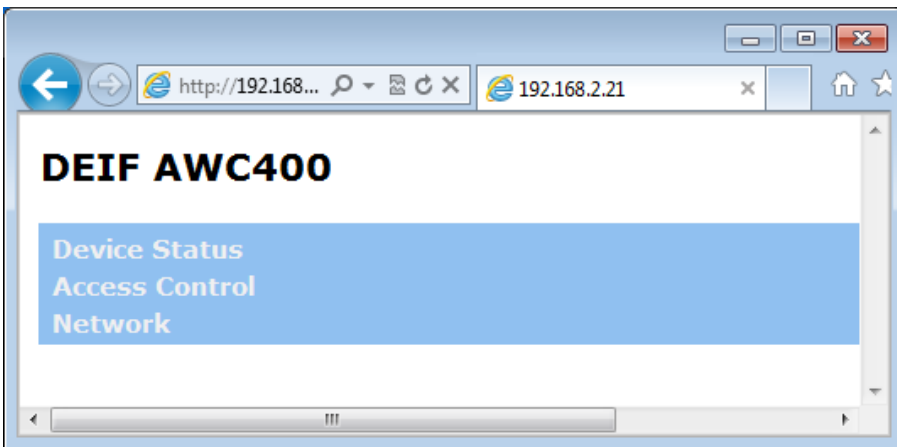 http://192.168...
192.168.2.21
DEIF AWC400
Device Status
Access Control
Network